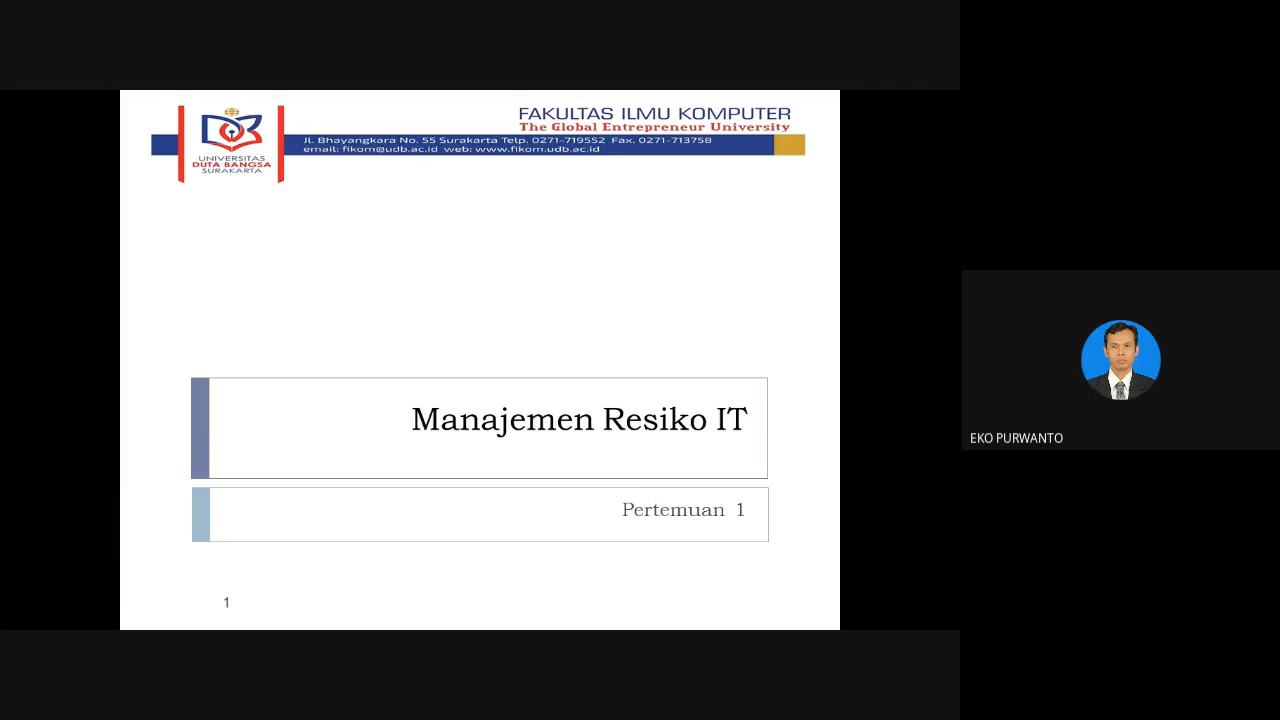 FAKULTAS ILMU KOMPUTER
The Global Entrepreneur University
Jl. Bhayangkara No. 55 Surakarta Telp. 0271-719552 Fax. 0271-713758
email: fikom@udb.ac.id web: www.fikom.udb.ac.id
UNIVERSITAS
DUTA BANGSA
SURAKARTA
Manajemen Resiko IT
Pertemuan 1
1
EKO PURWANTO